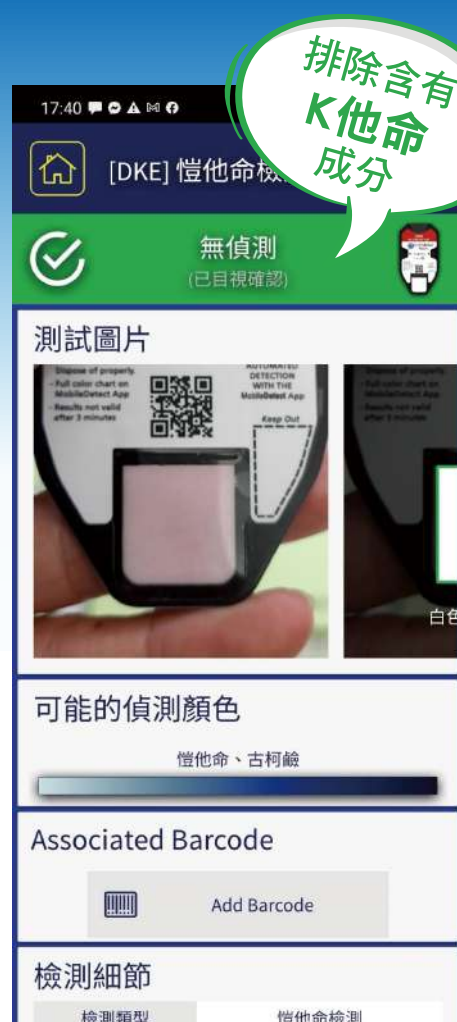 排除含有
K他命
成分
17:40
[DKE] 愷他命檢
無偵測
(已目視確認)
測試圖片
Dispose of properly.
- Full color chart on
MobileDetect App
- Results not valid
after 3 minutes
AUTOMATED
DETECTION
WITH THE
MobileDetect App
Keep Out
白色
可能的偵測顏色
愷他命、古柯鹼
Associated Barcode
Add Barcode
檢測細節
檢測類型
愷他命檢測